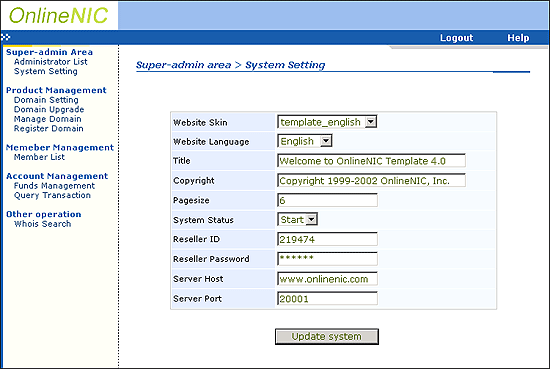 OnlineNIC
Logout Help
Super-admin Area
Administrator List
System Setting
Product Management
Domain Setting
Domain Upgrade
Manage Domain
Register Domain
Memeber Management
Member List
Account Management
Funds Management
Query Transaction
Other operation
Whois Search
Super-admin area > System Setting
Website Skin template_english
Website Language English
Title Welcome to OnlineNIC Template 4.0
Copyright Copyright 1999-2002 OnlineNIC, Inc.
Pagesize 6
System Status Start
Reseller ID 219474
Reseller Password ******
Server Host www.onlinenic.com
Server Port 20001
Update system